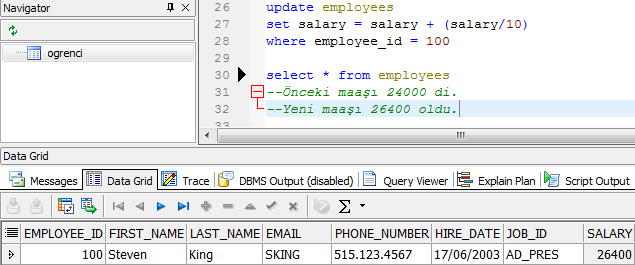 Navigator
ogrenci
26 update employees
27 set salary = salary + (salary/10)
28 where employee_id = 100
29
30 select * from employees
31 --Önceki maaşı 24000 di.
32 --Yeni maaşı 26400 oldu.
33
Data Grid
Messages Data Grid Trace DBMS Output (disabled) Query Viewer Explain Plan Script Output
EMPLOYEE_ID FIRST_NAME LAST_NAME EMAIL PHONE_NUMBER HIRE_DATE JOB_ID SALARY
100 Steven King SKING 515.123.4567 17/06/2003 AD_PRES 26400